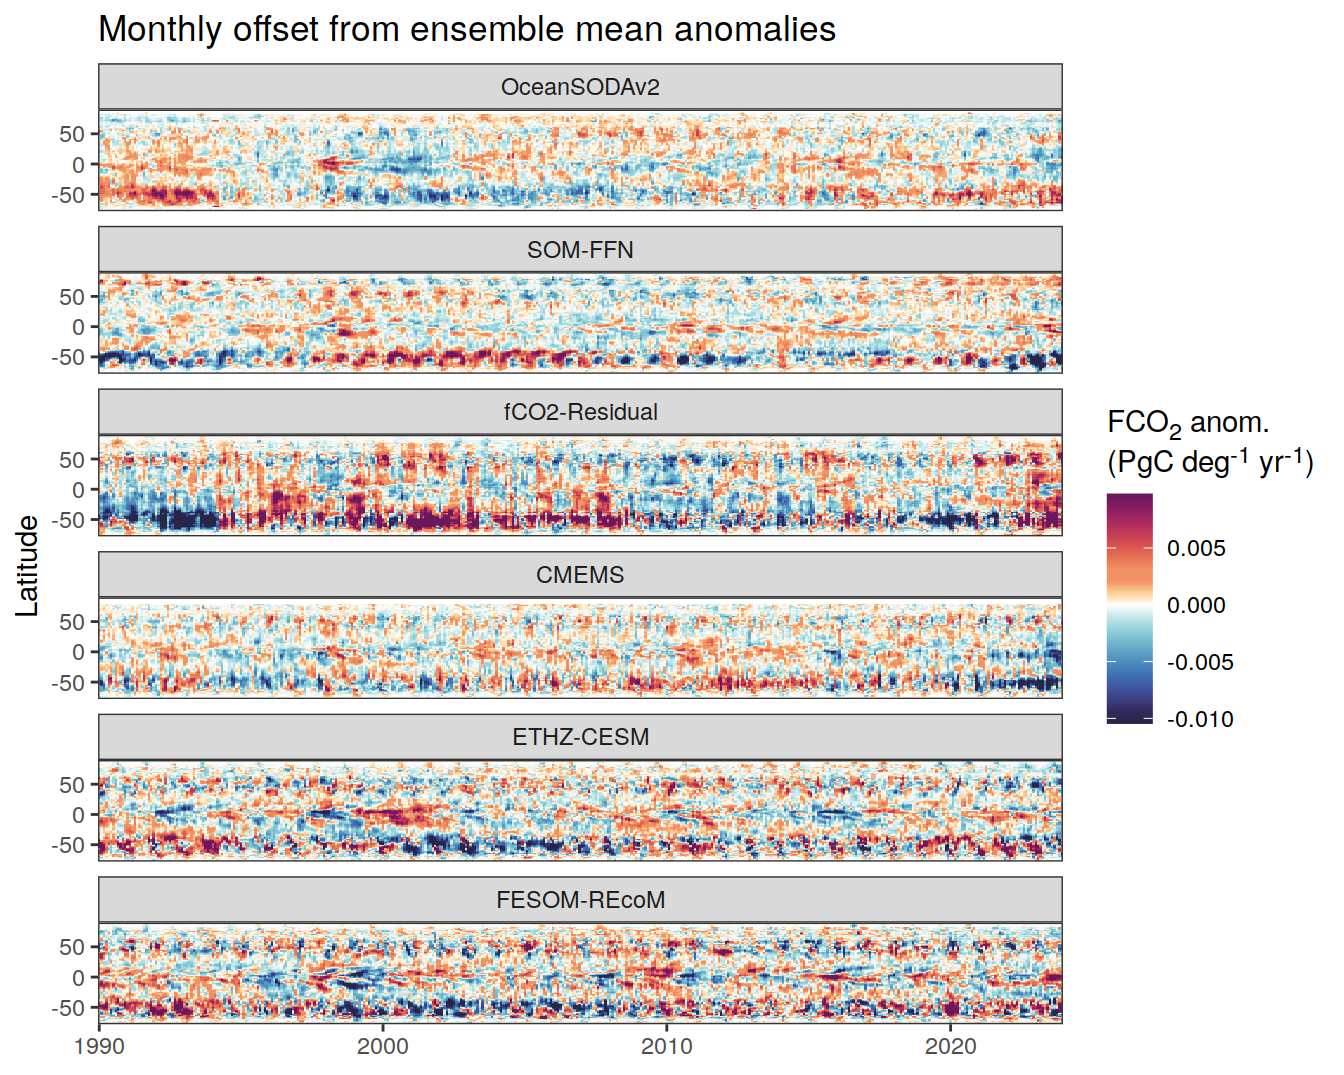 Monthly offset from ensemble mean anomalies
OceanSODAv2
50
0
-50
SOM-FFN
50
0
-50
fCO2-Residual
50
0
-50
CMEMS
50
0
-50
ETHZ-CESM
50
0
-50
FESOM-REcoM
50
0
-50
1990 2000 2010 2020
Latitude
FCO₂ anom.
(PgC deg⁻¹ yr⁻¹)
0.005
0.000
-0.005
-0.010